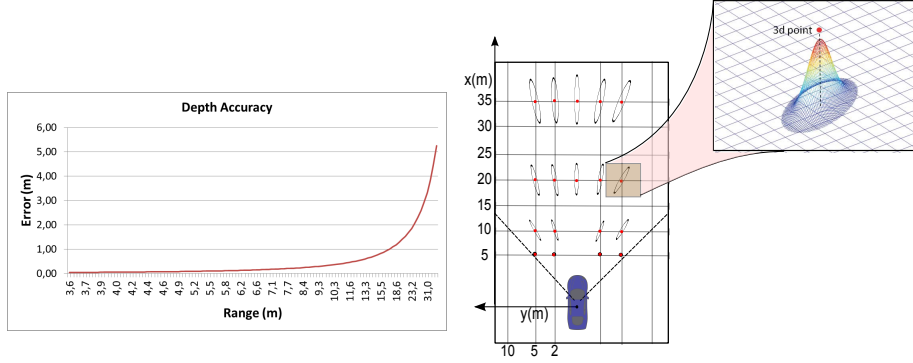 Depth Accuracy
6,00
5,00
4,00
3,00
2,00
1,00
0,00
Error (m)
3,6 3,7 3,9 4,0 4,2 4,4 4,6 4,9 5,2 5,5 5,8 6,2 6,6 7,1 7,7 8,4 9,3 10,3 11,6 13,3 15,5 18,6 23,2 31,0
Range (m)
x(m)
35
30
25
20
15
10
5
y(m)
10 5 2
3d point